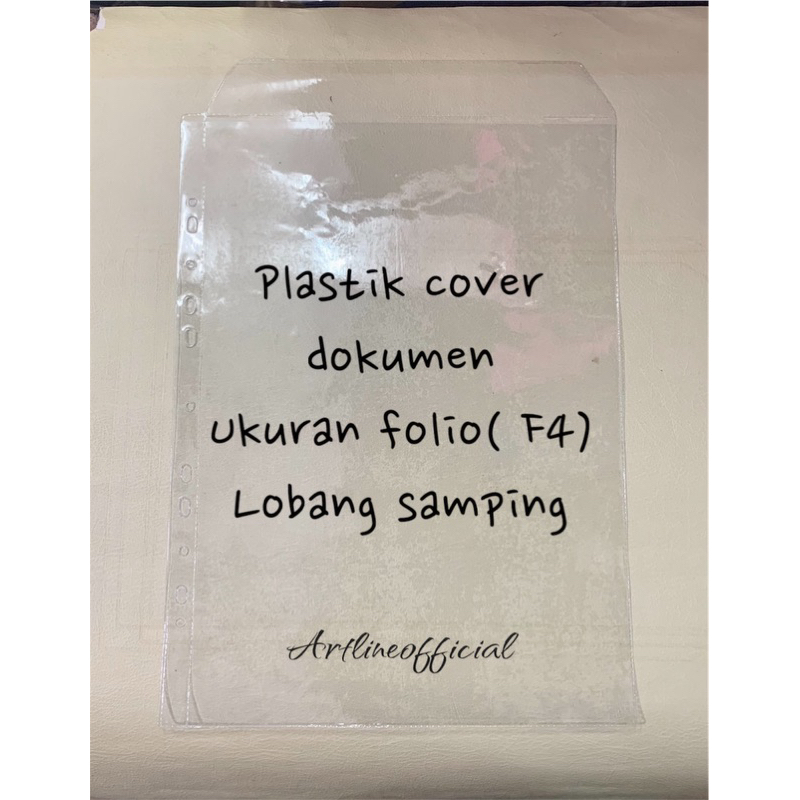 Plastik cover
dokumen
ukuran folio( F4)
Lobang samping
Artlineofficial